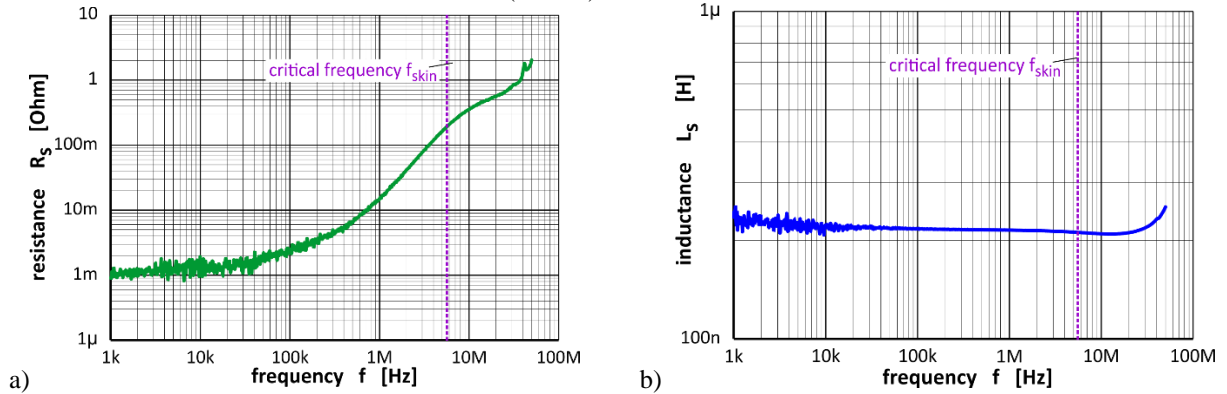 10
1
100m
10m
1m
1µ
resistance R_s [Ohm]
critical frequency f_skin
1k 10k 100k 1M 10M 100M
frequency f [Hz]
a)
1µ
100n
inductance L_s [H]
critical frequency f_skin
1k 10k 100k 1M 10M 100M
frequency f [Hz]
b)